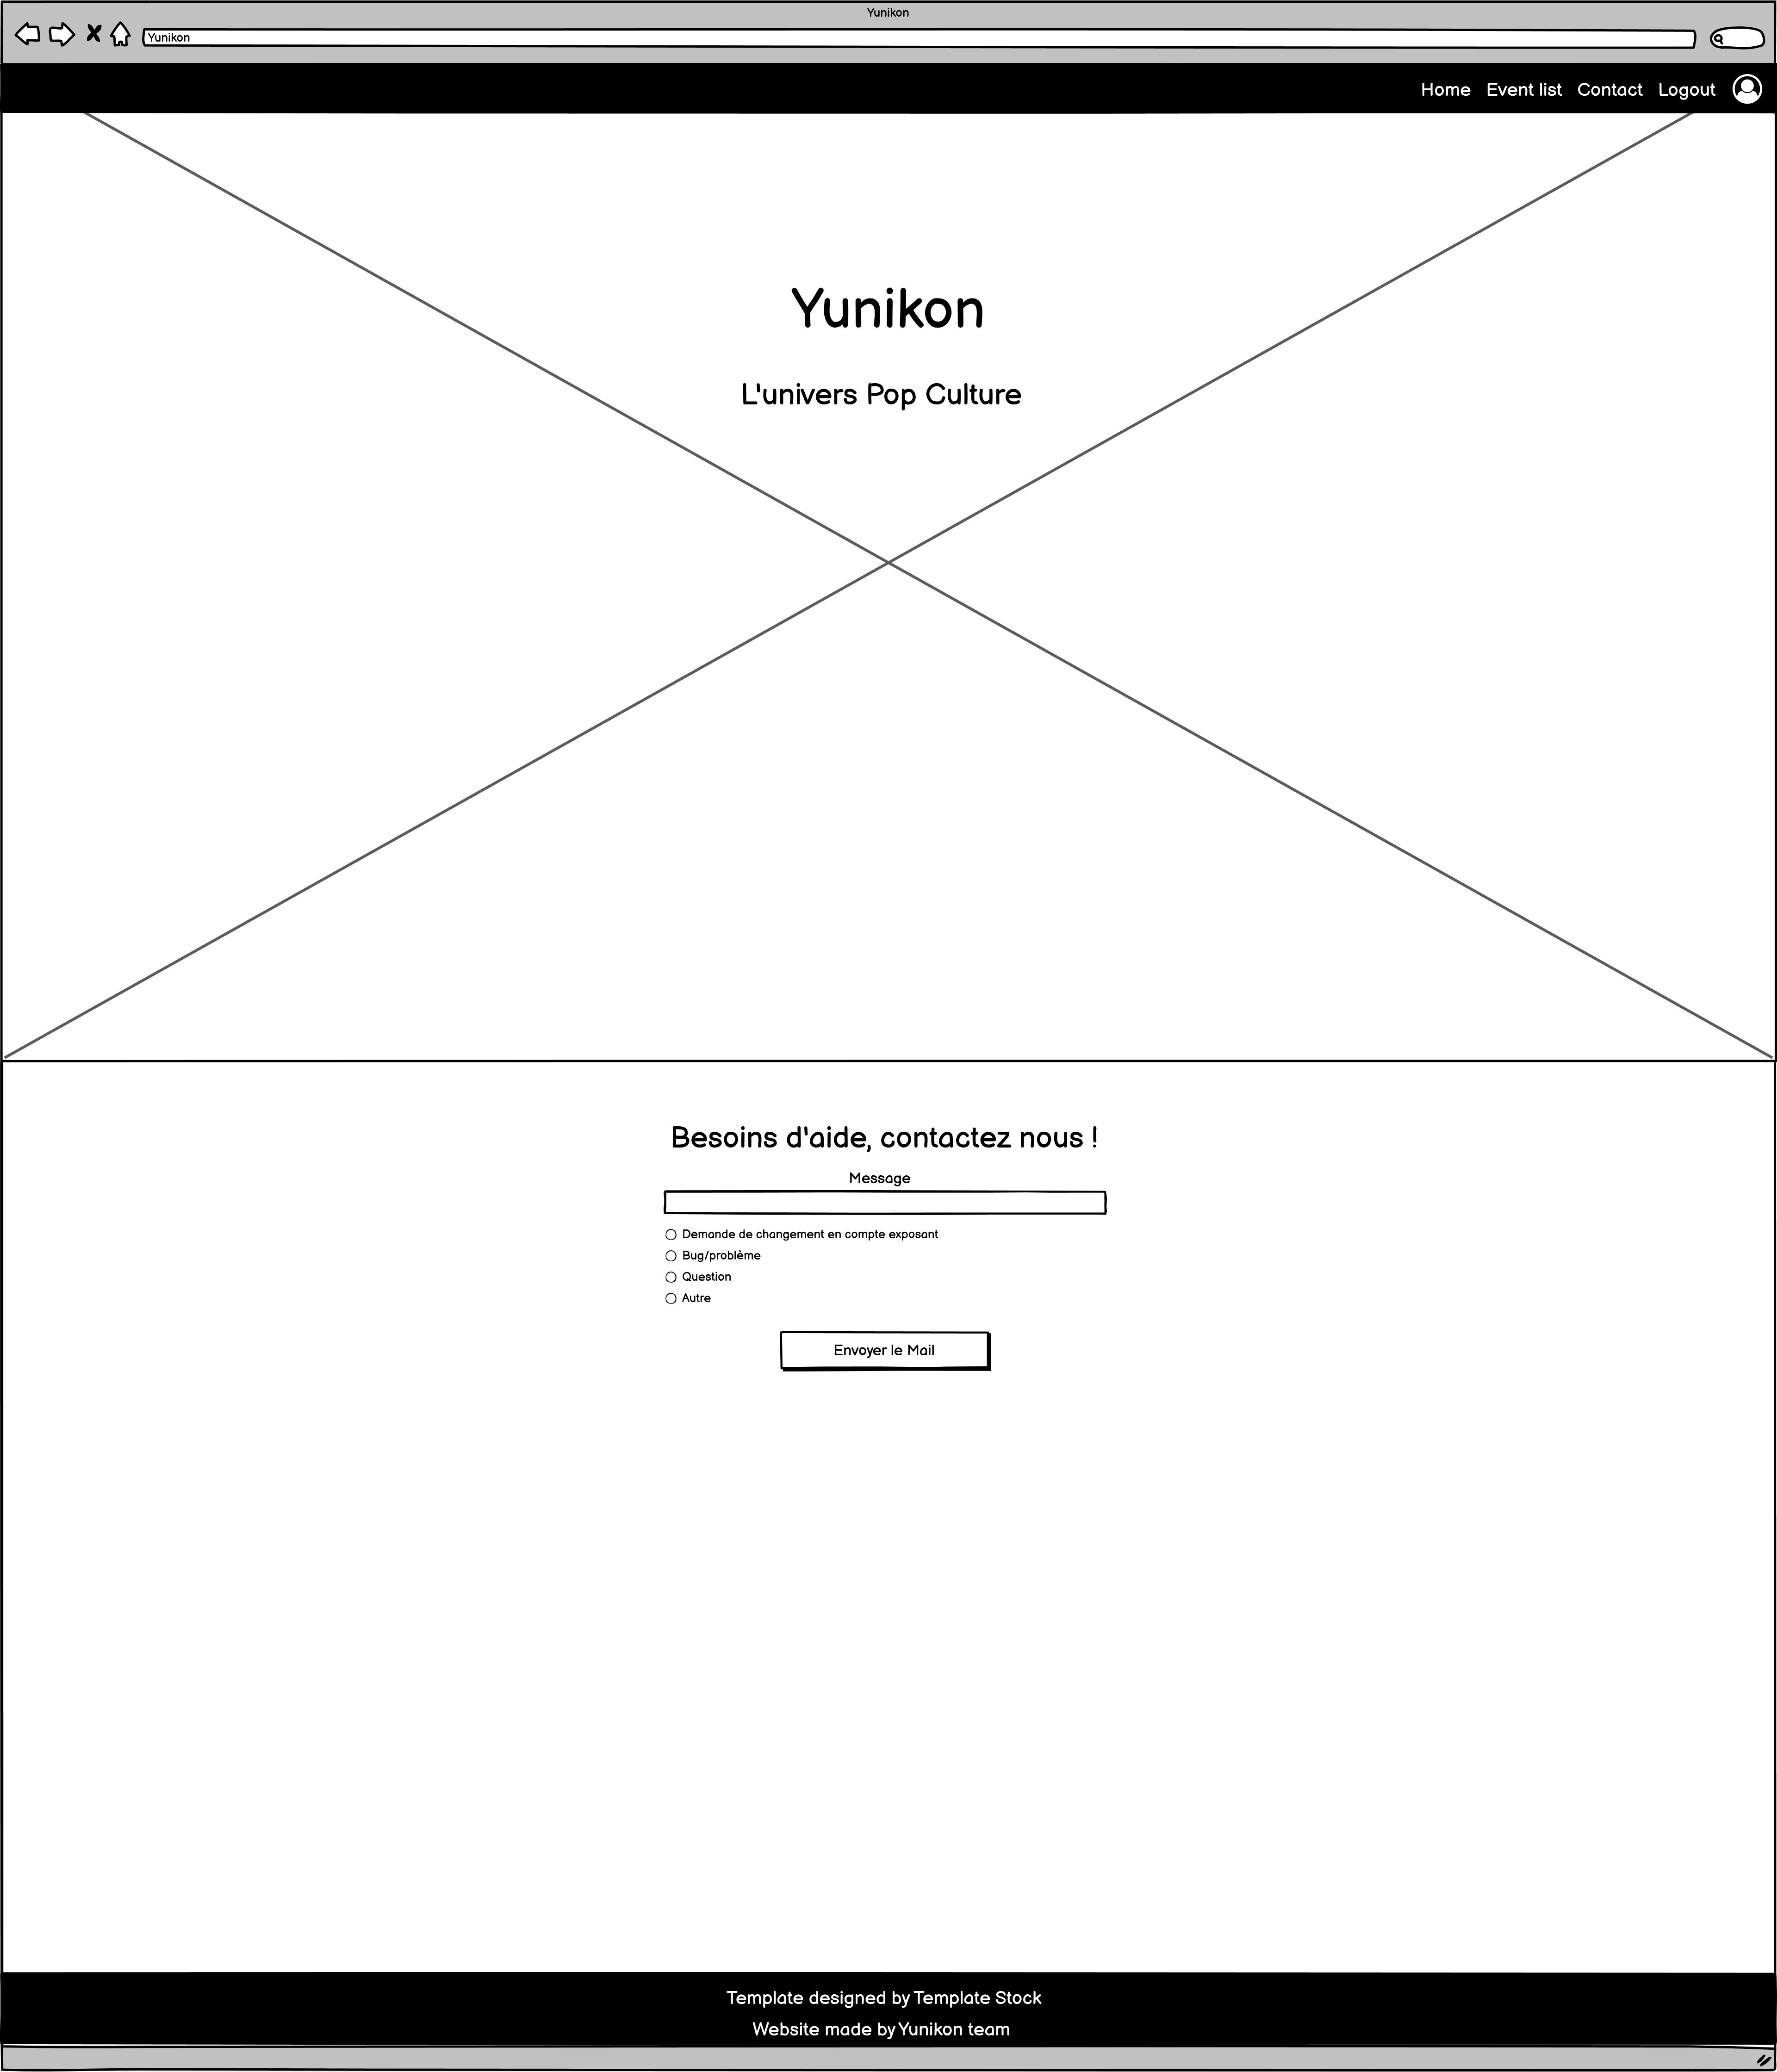 Yunikon
Yunikon
Home Event list Contact Logout
Yunikon
L'univers Pop Culture
Besoins d'aide, contactez nous !
Message
Demande de changement en compte exposant
Bug/problème
Question
Autre
Envoyer le Mail
Template designed by Template Stock
Website made by Yunikon team